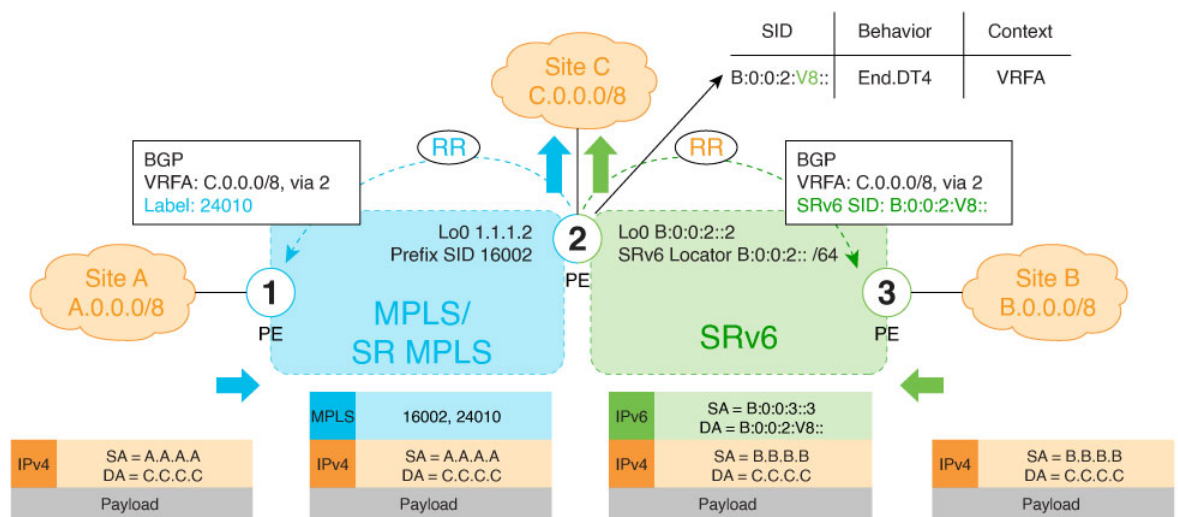 SID Behavior Context
B:0:0:2:V8:: End.DT4 VRFA
Site C
C.0.0.0/8
RR
RR
BGP
VRFA: C.0.0.0/8, via 2
Label: 24010
BGP
VRFA: C.0.0.0/8, via 2
SRv6 SID: B:0:0:2:V8::
Lo0 1.1.1.2
Prefix SID 16002
2
PE
Lo0 B:0:0:2::2
SRv6 Locator B:0:0:2:: /64
Site A
A.0.0.0/8
1
PE
MPLS/
SR MPLS
SRv6
3
PE
Site B
B.0.0.0/8
IPv4
SA = A.A.A.A
DA = C.C.C.C
Payload
MPLS
16002, 24010
IPv4
SA = A.A.A.A
DA = C.C.C.C
Payload
IPv6
SA = B:0:0:3::3
DA = B:0:0:2:V8::
IPv4
SA = B.B.B.B
DA = C.C.C.C
Payload
IPv4
SA = B.B.B.B
DA = C.C.C.C
Payload